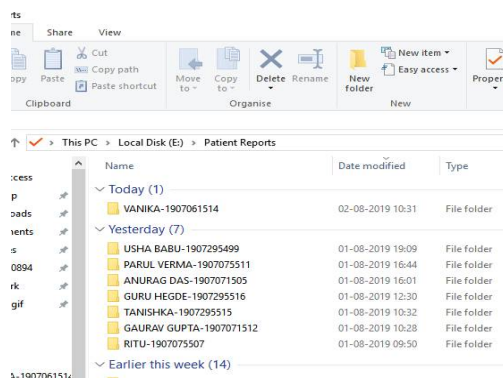 rts
me Share View
Cut
Copy path
Paste shortcut
opy Paste
Move to Copy to Delete Rename
New folder
New item
Easy access
Proper
Clipboard Organise New
This PC > Local Disk (E:) > Patient Reports
Name Date modified Type
:cess
p
oads
nents
:s
0894
rk
gif
A-190706151
Today (1)
VANIKA-1907061514 02-08-2019 10:31 File folder
Yesterday (7)
USHA BABU-1907295499 01-08-2019 19:09 File folder
PARUL VERMA-1907075511 01-08-2019 16:44 File folder
ANURAG DAS-1907071505 01-08-2019 16:01 File folder
GURU HEGDE-1907295516 01-08-2019 12:30 File folder
TANISHKA-1907295515 01-08-2019 10:32 File folder
GAURAV GUPTA-1907071512 01-08-2019 10:28 File folder
RITU-1907075507 01-08-2019 09:50 File folder
Earlier this week (14)